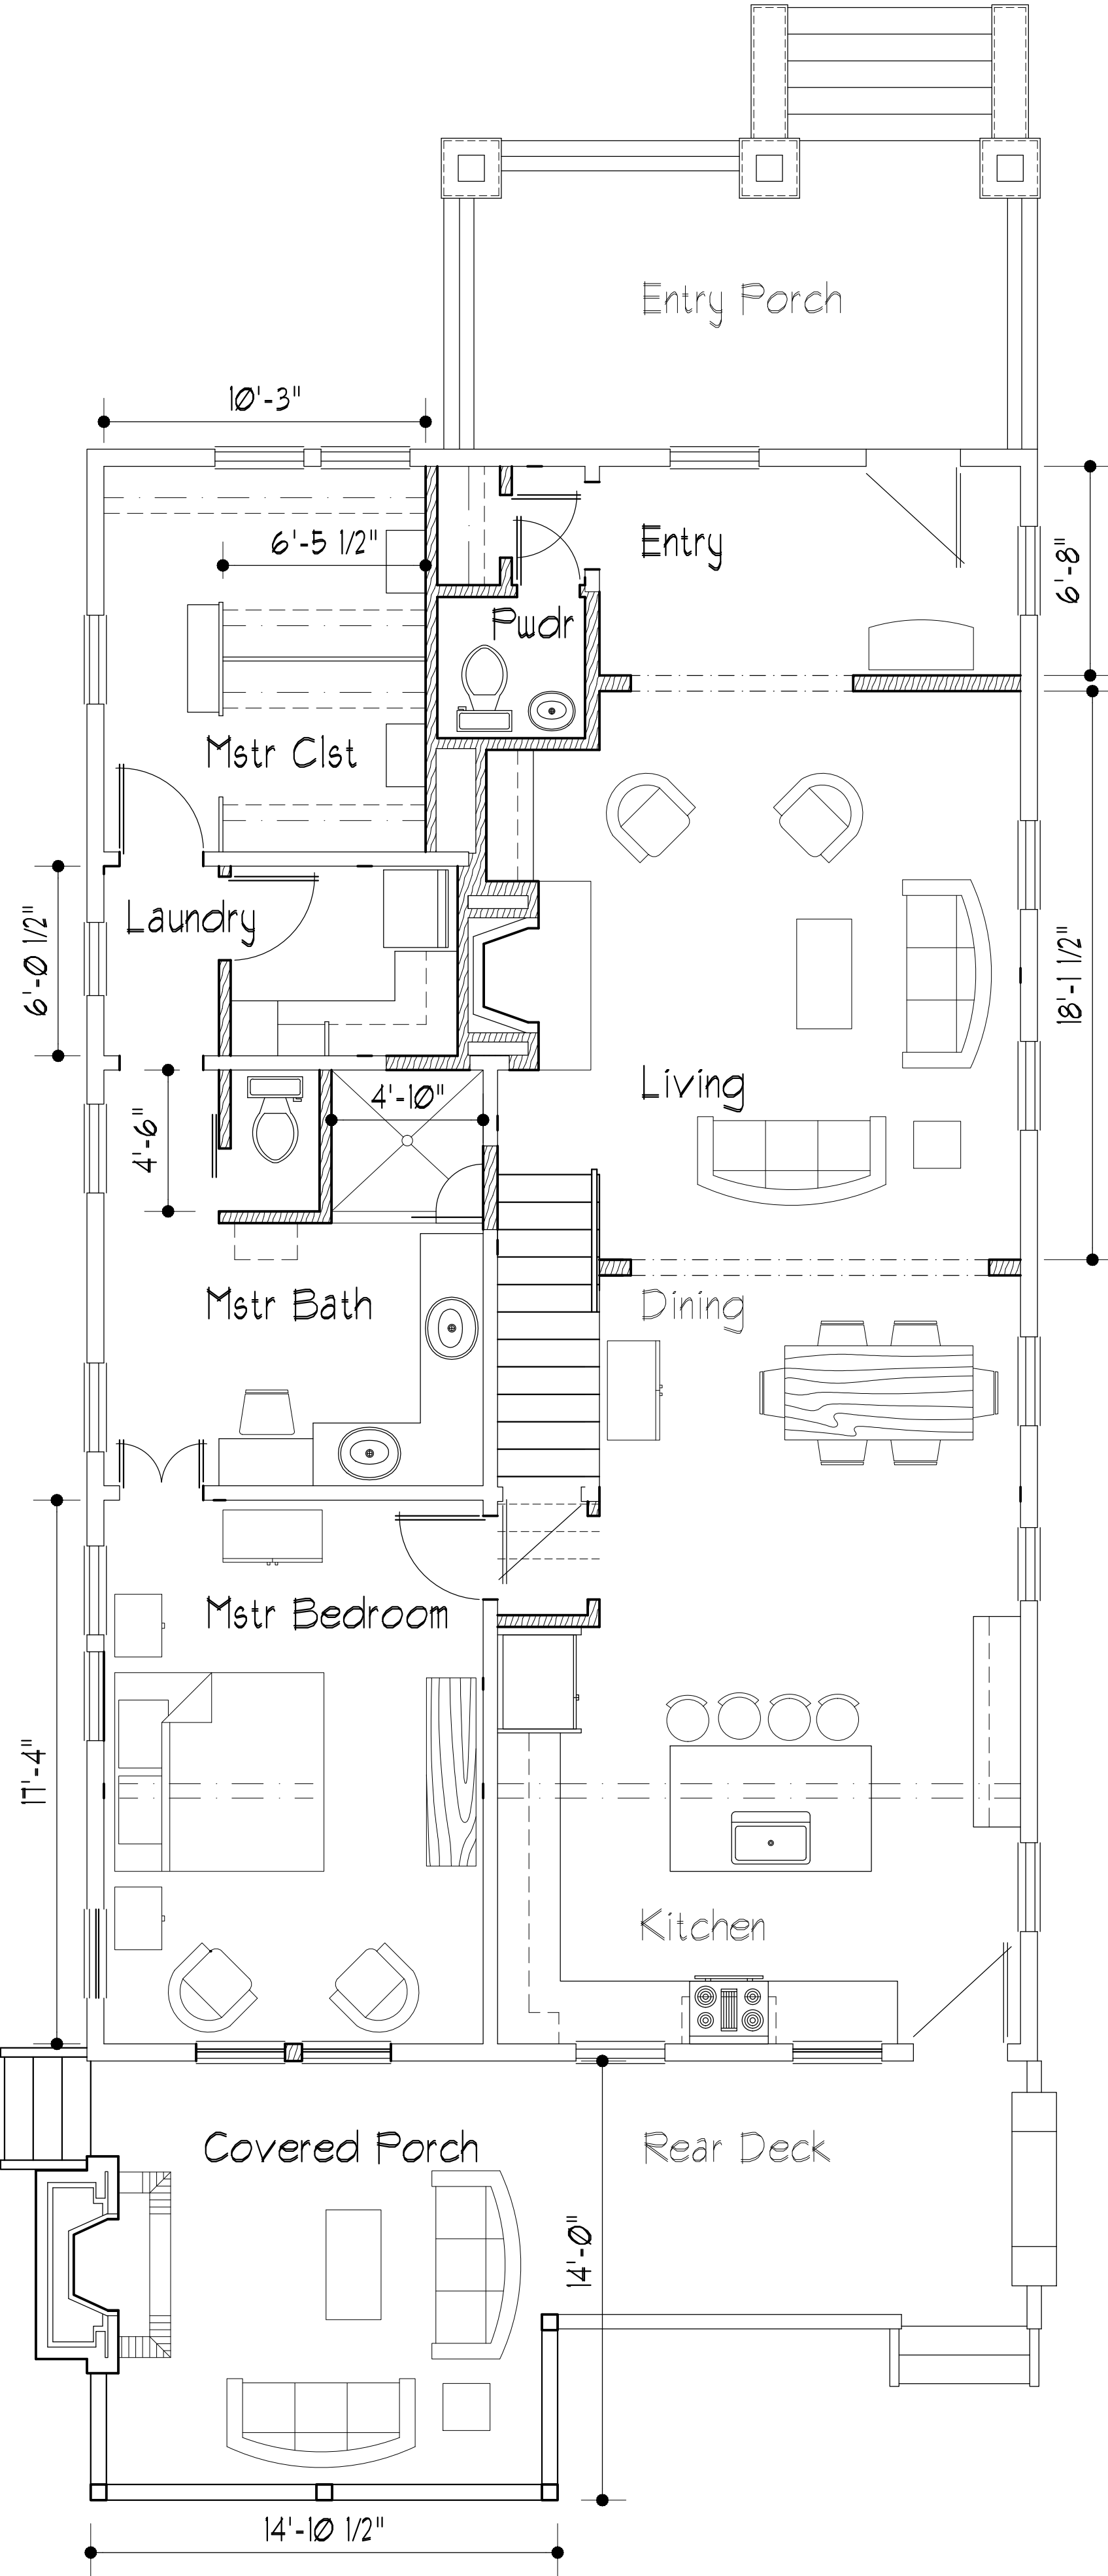 Entry Porch
10'-3"
6'-5 1/2"
Entry
6'-8"
Pwdr
Mstr Clst
Laundry
6'-0 1/2"
18'-1 1/2"
Living
4'-10"
4'-6"
Mstr Bath
Dining
Mstr Bedroom
17'-4"
Kitchen
Covered Porch
Rear Deck
14'-0"
14'-10 1/2"